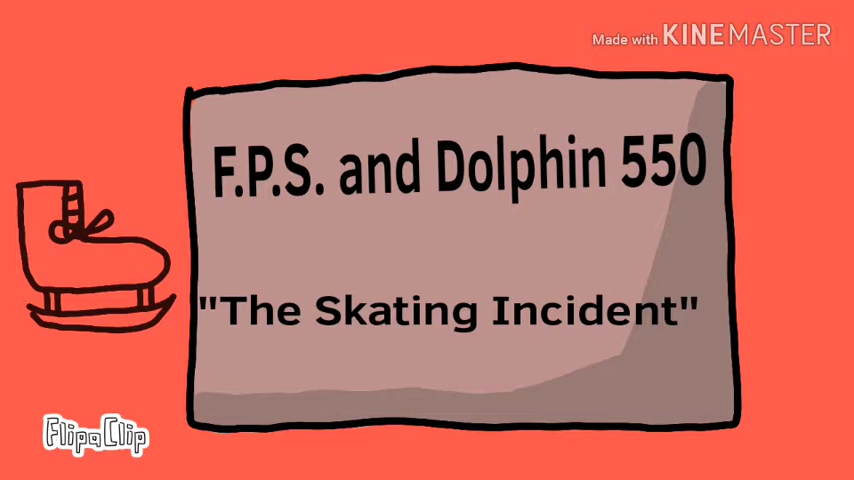 Made with KINEMASTER
F.P.S. and Dolphin 550
"The Skating Incident"
FlipaClip